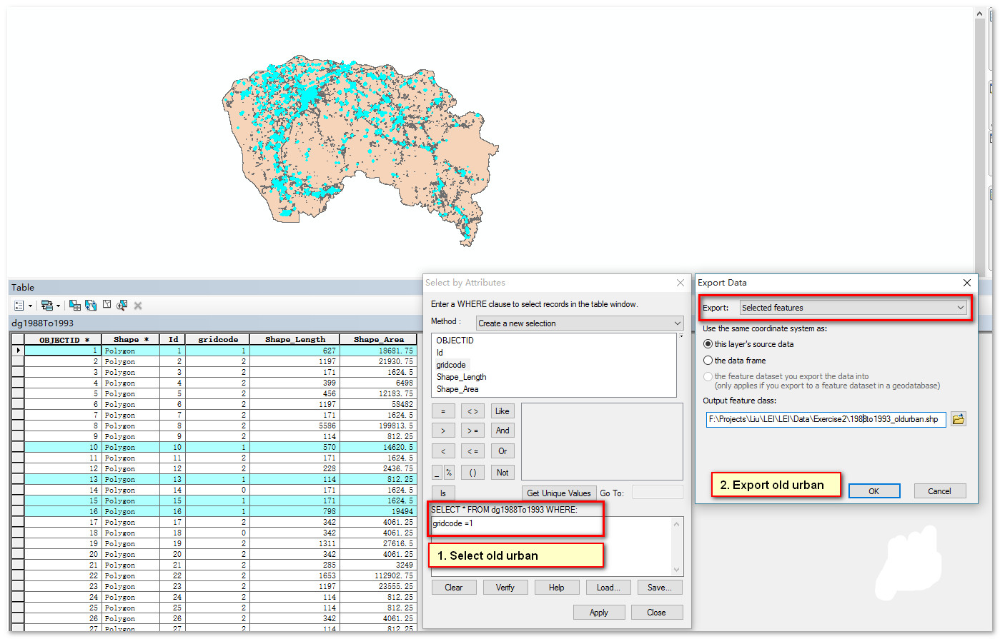 Table
dg1988To1993
OBJECTID * Shape * Id gridcode Shape_Length Shape_Area
1 Polygon 1 1 627 18681.75
2 Polygon 2 2 1197 21930.75
3 Polygon 3 2 171 1624.5
4 Polygon 4 2 399 6498
5 Polygon 5 2 456 12183.75
6 Polygon 6 2 1197 58482
7 Polygon 7 2 171 1624.5
8 Polygon 8 2 5586 199813.5
9 Polygon 9 2 114 812.25
10 Polygon 10 1 570 14620.5
11 Polygon 11 2 171 1624.5
12 Polygon 12 2 228 2436.75
13 Polygon 13 1 114 812.25
14 Polygon 14 0 171 1624.5
15 Polygon 15 1 171 1624.5
16 Polygon 16 1 798 19494
17 Polygon 17 2 342 4061.25
18 Polygon 18 0 342 4061.25
19 Polygon 19 2 1311 27616.5
20 Polygon 20 2 342 4061.25
21 Polygon 21 2 285 3249
22 Polygon 22 2 1653 112902.75
23 Polygon 23 2 1197 23555.25
24 Polygon 24 2 114 812.25
25 Polygon 25 2 114 812.25
26 Polygon 26 2 342 4061.25
27 Polygon 27 2 114 812.25
Select by Attributes
Enter a WHERE clause to select records in the table window.
Method : Create a new selection
OBJECTID
Id
gridcode
Shape_Length
Shape_Area
= < > Like
> > = And
< < = Or
_ % ( ) Not
Is Get Unique Values Go To:
SELECT * FROM dg1988To1993 WHERE:
gridcode =1
1. Select old urban
Clear Verify Help Load... Save...
Apply Close
Export Data
Export: Selected features
Use the same coordinate system as:
this layer's source data
the data frame
the feature dataset you export the data into
(only applies if you export to a feature dataset in a geodatabase)
Output feature class:
F:\Projects\Liu\LEI\LEI\Data\Exercise2\1988to1993_oldurban.shp
2. Export old urban
OK Cancel